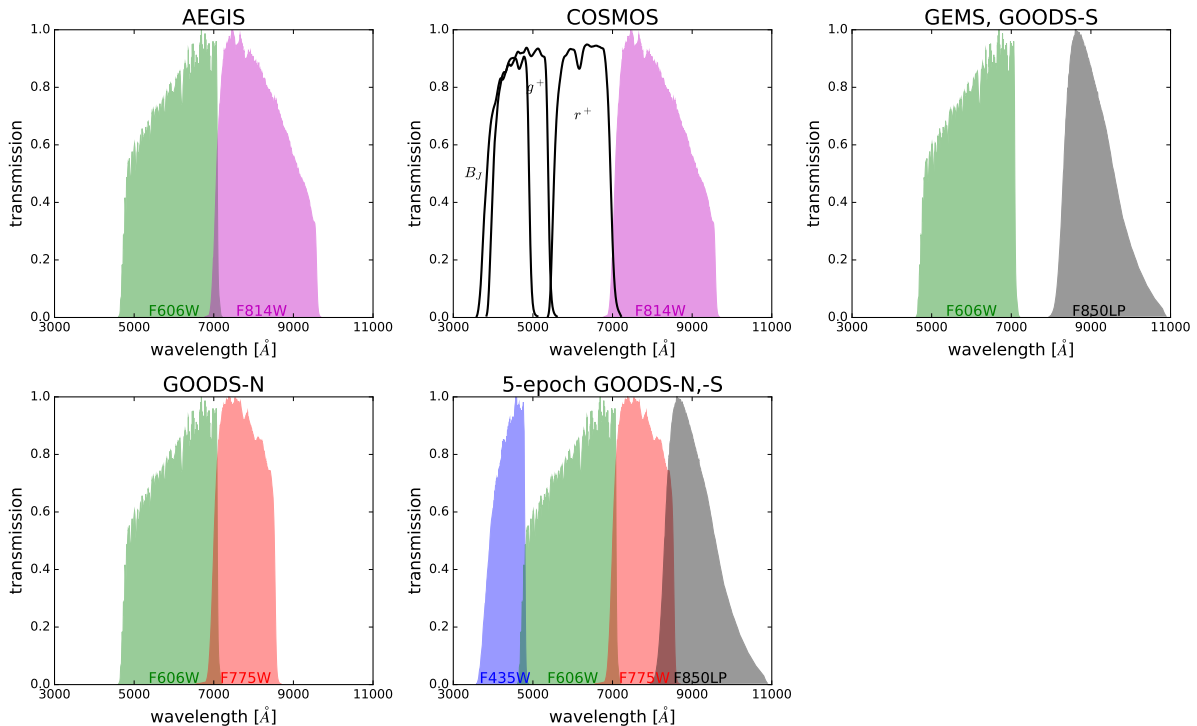 AEGIS
1.0
0.8
0.6
0.4
0.2
0.0
transmission
F606W
F814W
3000 5000 7000 9000 11000
wavelength [Å]
COSMOS
1.0
0.8
0.6
0.4
0.2
0.0
transmission
g+
r+
B_J
F814W
3000 5000 7000 9000 11000
wavelength [Å]
GEMS, GOODS-S
1.0
0.8
0.6
0.4
0.2
0.0
transmission
F606W
F850LP
3000 5000 7000 9000 11000
wavelength [Å]
GOODS-N
1.0
0.8
0.6
0.4
0.2
0.0
transmission
F606W
F775W
3000 5000 7000 9000 11000
wavelength [Å]
5-epoch GOODS-N,-S
1.0
0.8
0.6
0.4
0.2
0.0
transmission
F435W
F606W
F775W
F850LP
3000 5000 7000 9000 11000
wavelength [Å]